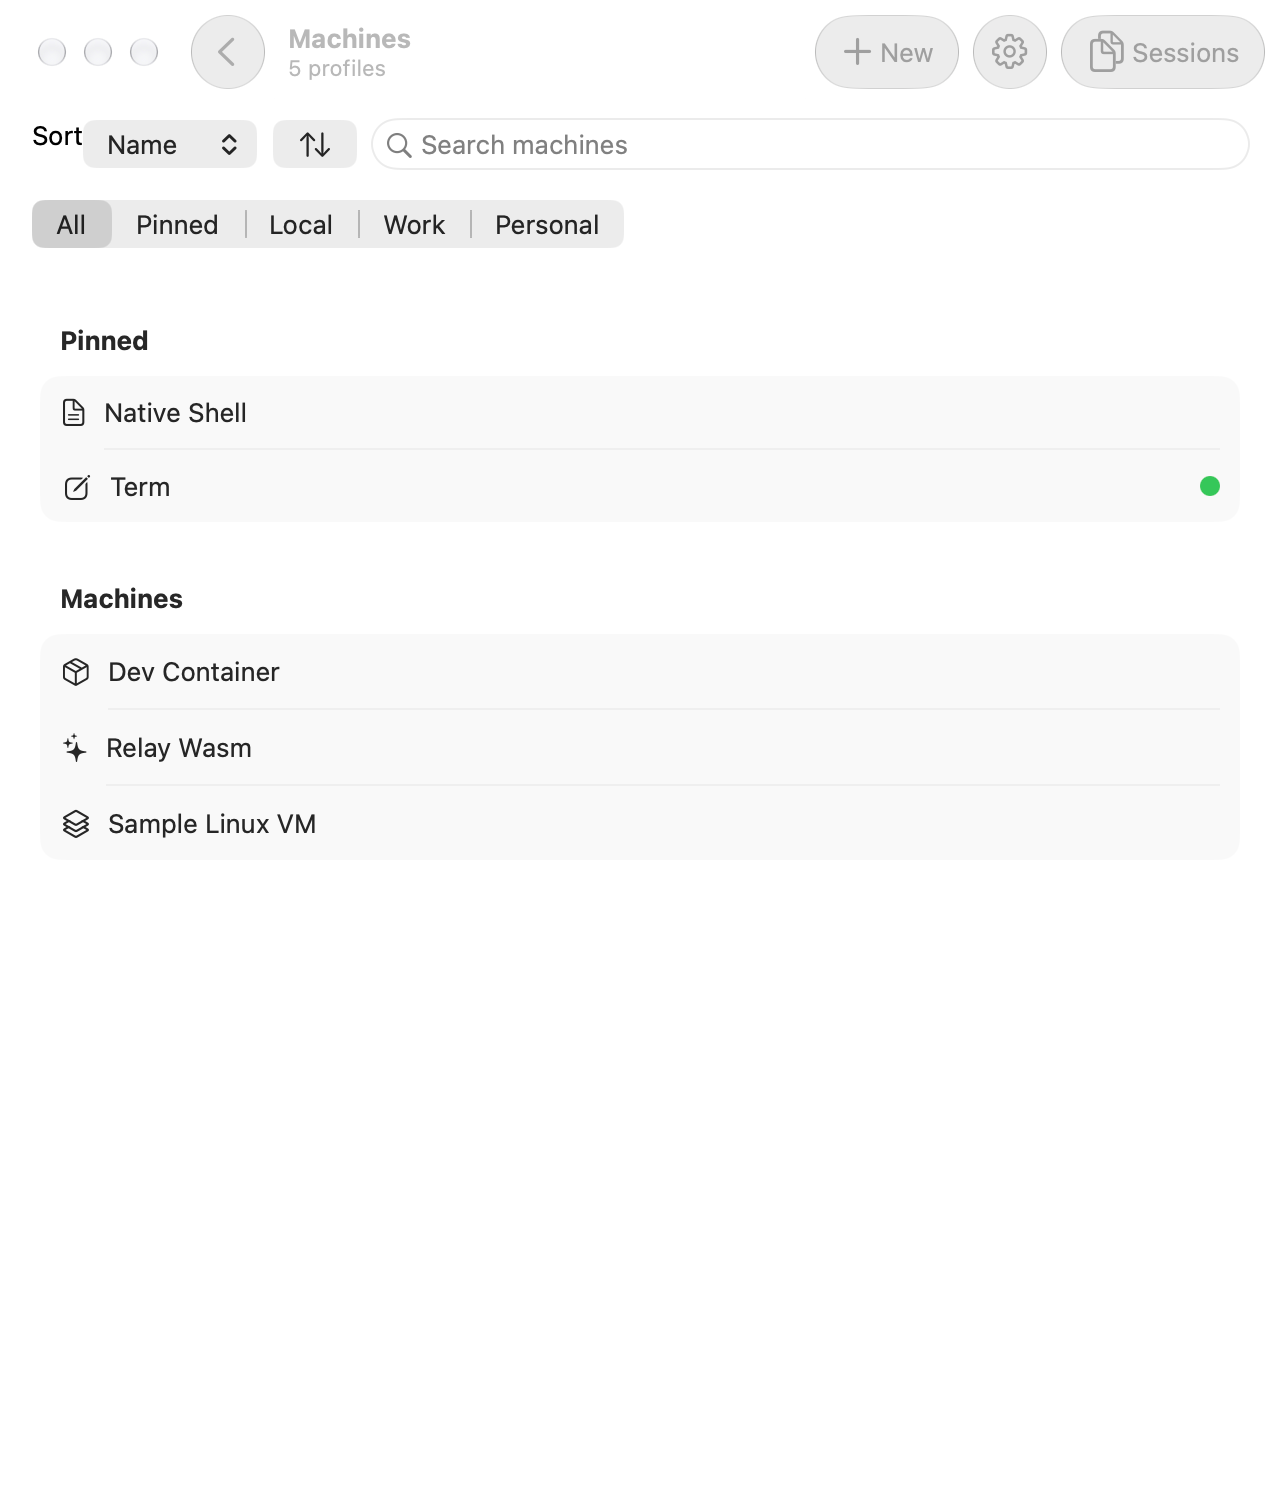 Machines
5 profiles
New
Sessions
Sort
Name
Search machines
All
Pinned
Local
Work
Personal
Pinned
Native Shell
Term
Machines
Dev Container
Relay Wasm
Sample Linux VM